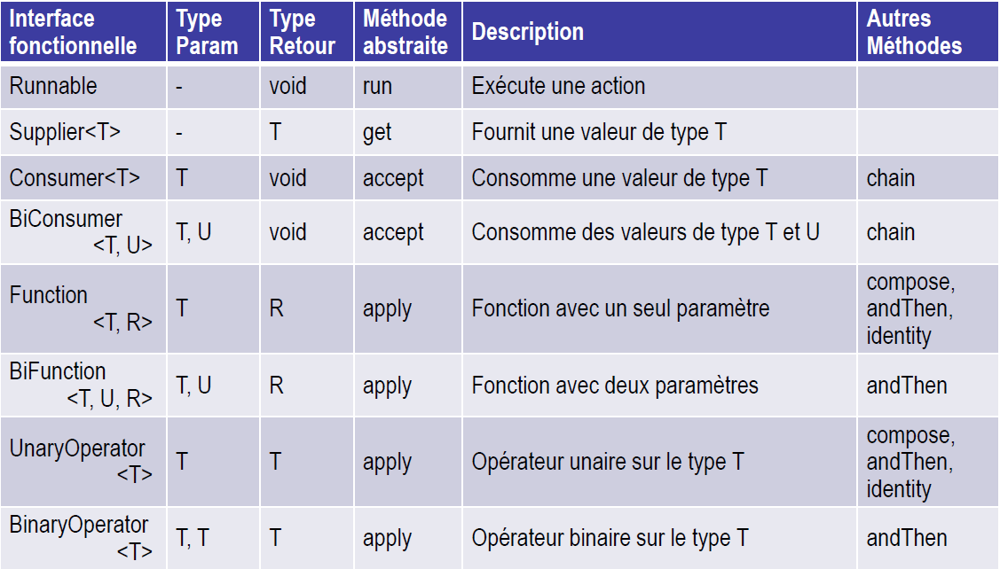 Interface fonctionnelle
Type Param
Type Retour
Méthode abstraite
Description
Autres Méthodes
Runnable - void run Exécute une action
Supplier<T> - T get Fournit une valeur de type T
Consumer<T> T void accept Consomme une valeur de type T chain
BiConsumer
<T, U> T, U void accept Consomme des valeurs de type T et U chain
Function
<T, R> T R apply Fonction avec un seul paramètre compose,
andThen,
identity
BiFunction
<T, U, R> T, U R apply Fonction avec deux paramètres andThen
UnaryOperator
<T> T T apply Opérateur unaire sur le type T compose,
andThen,
identity
BinaryOperator
<T> T, T T apply Opérateur binaire sur le type T andThen